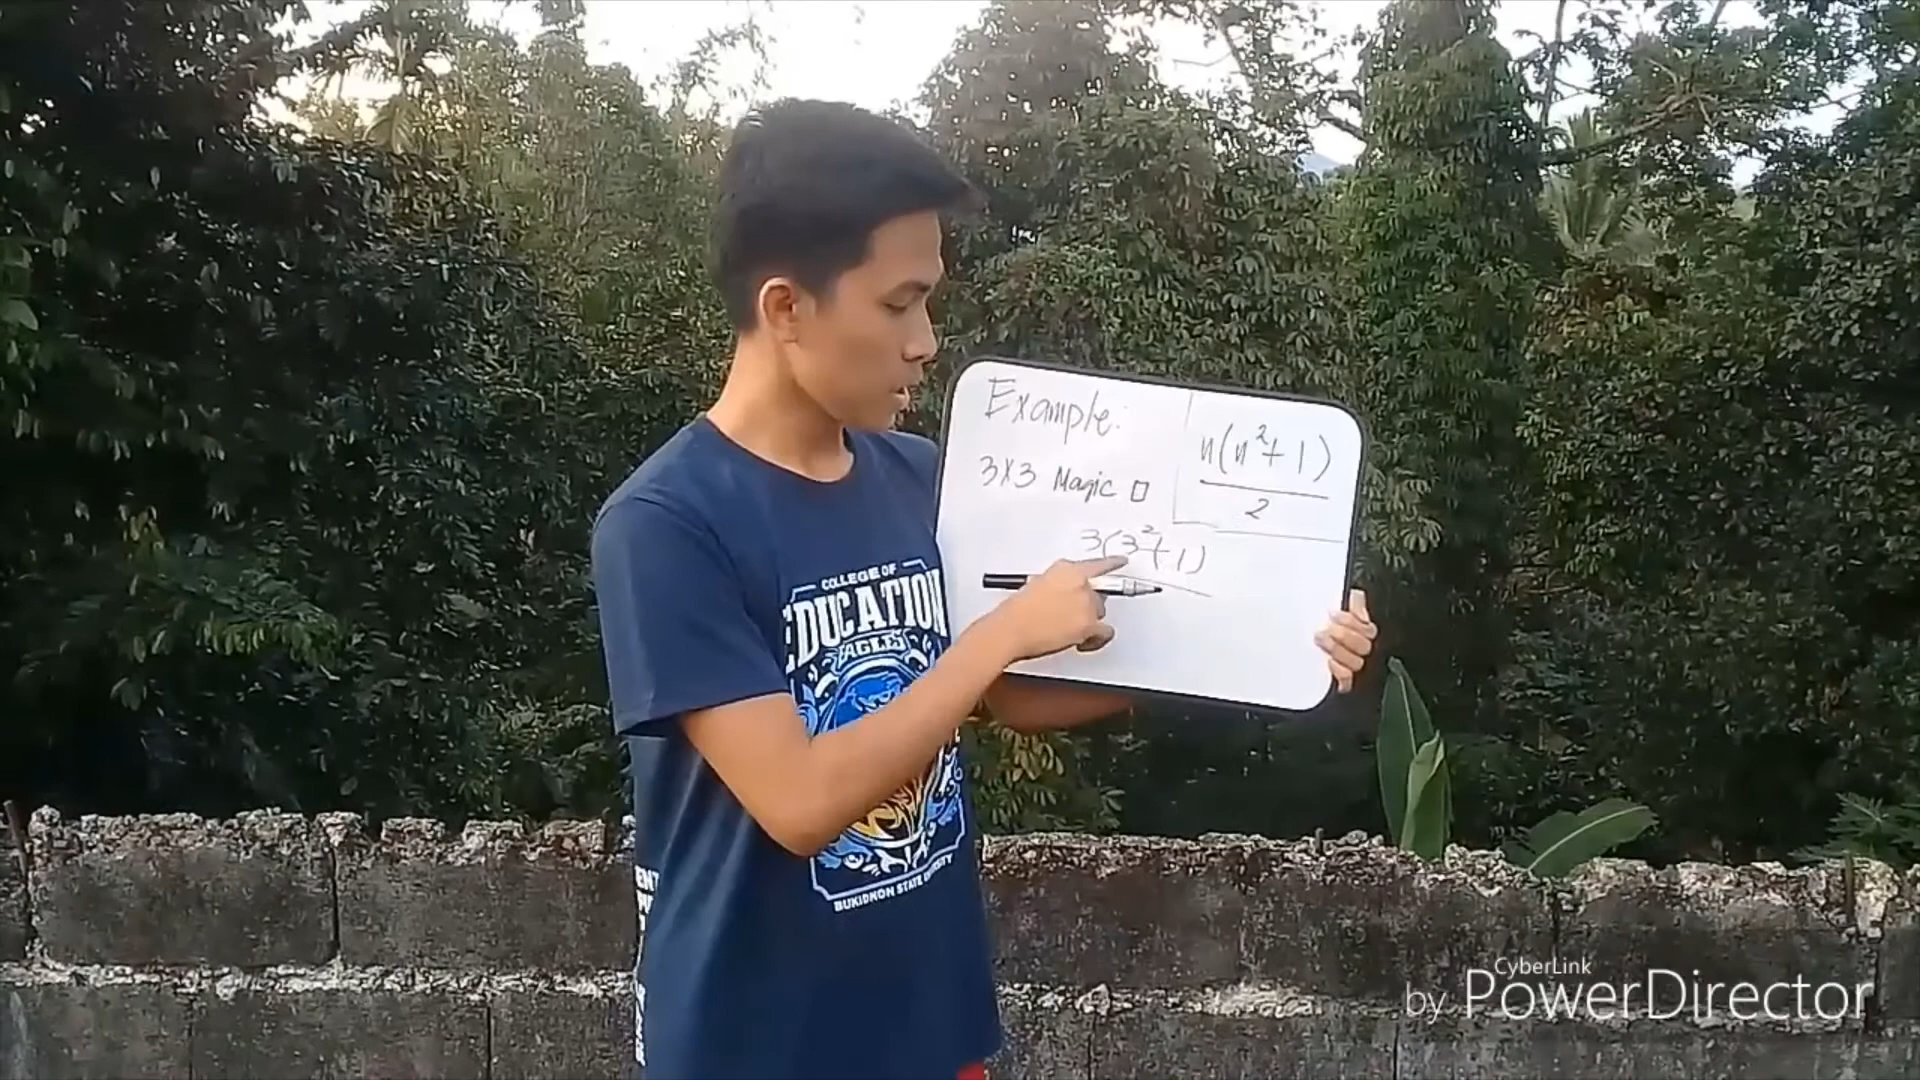 Example:
3x3 Magic □
n(n²+1)
2
3(3²+1)
COLLEGE OF
EDUCATION
EAGLES
BUKIDNON STATE UNIVERSITY
CyberLink
by PowerDirector